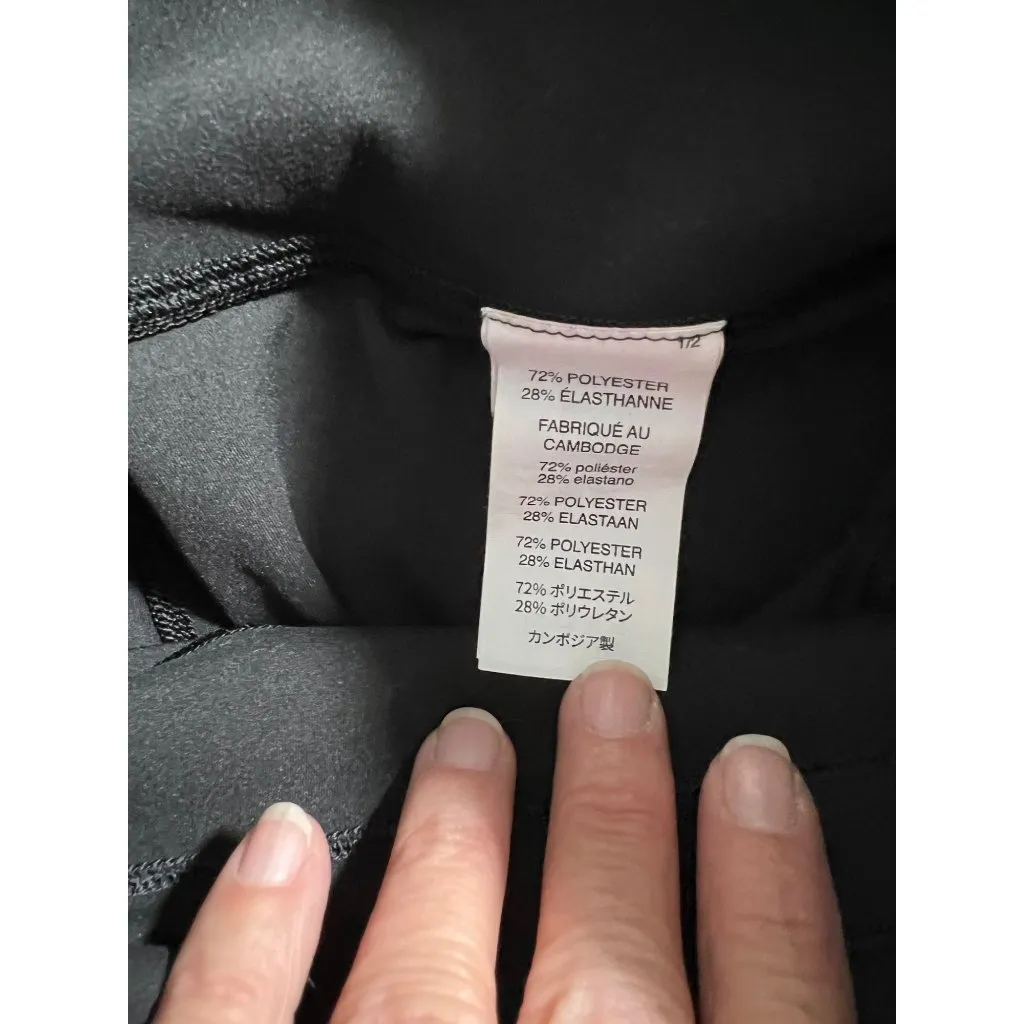 1/2
72% POLYESTER
28% ÉLASTHANNE
FABRIQUÉ AU
CAMBODGE
72% poliéster
28% elastano
72% POLYESTER
28% ELASTAAN
72% POLYESTER
28% ELASTHAN
72% ポリエステル
28% ポリウレタン
カンボジア製